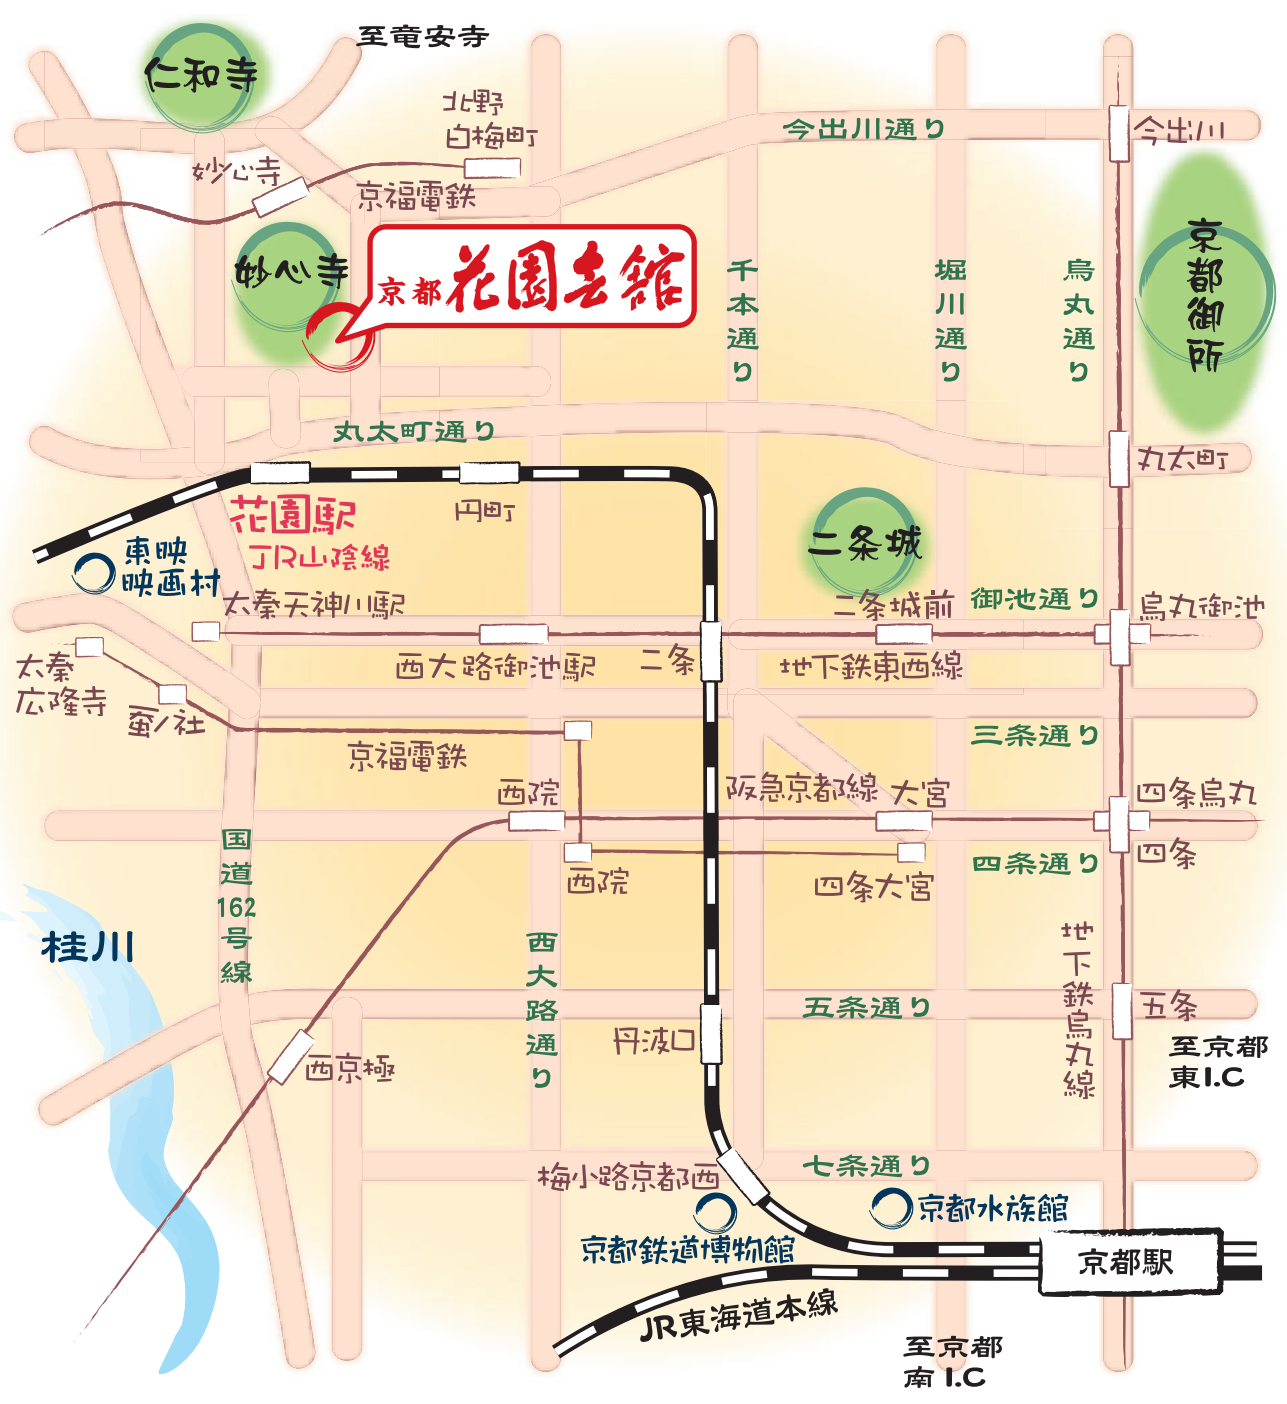 至竜安寺
仁和寺
北野
白梅町
今出川通り
今出川
妙心寺
京福電鉄
京都御所
妙心寺
京都花園会館
千本通り
堀川通り
烏丸通り
丸太町通り
丸太町
花園駅
JR山陰線
円町
東映
映画村
二条城
太秦天神川駅
二条城前
御池通り
烏丸御池
西大路御池駅
二条
地下鉄東西線
太秦
広隆寺
蚕ノ社
京福電鉄
三条通り
西院
阪急京都線
大宮
四条烏丸
国道162号線
四条通り
四条
西院
四条大宮
桂川
西大路通り
地下鉄烏丸線
五条通り
五条
丹波口
西京極
至京都
東I.C
梅小路京都西
七条通り
京都水族館
京都鉄道博物館
京都駅
JR東海道本線
至京都
南I.C